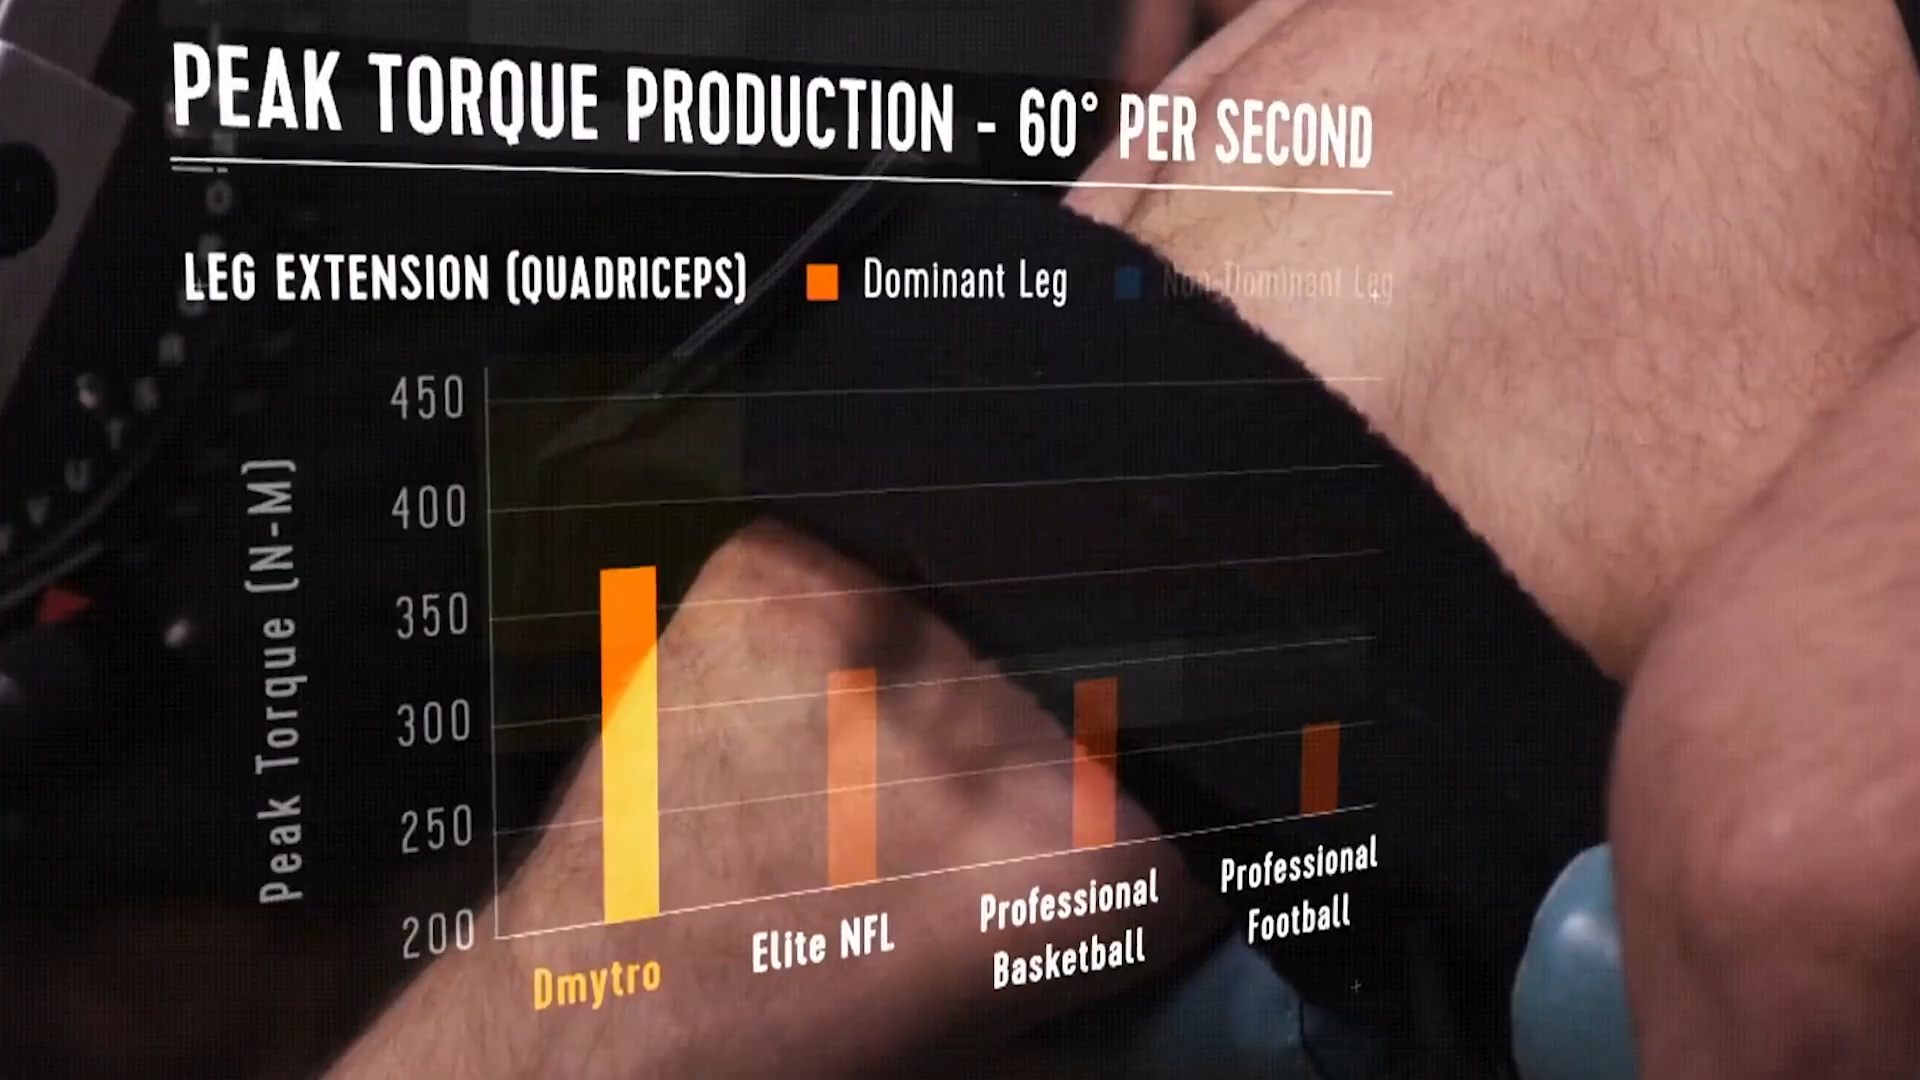 PEAK TORQUE PRODUCTION - 60° PER SECOND
LEG EXTENSION (QUADRICEPS)
Dominant Leg
Non-Dominant Leg
Peak Torque (N-M)
450
400
350
300
250
200
Dmytro
Elite NFL
Professional
Basketball
Professional
Football